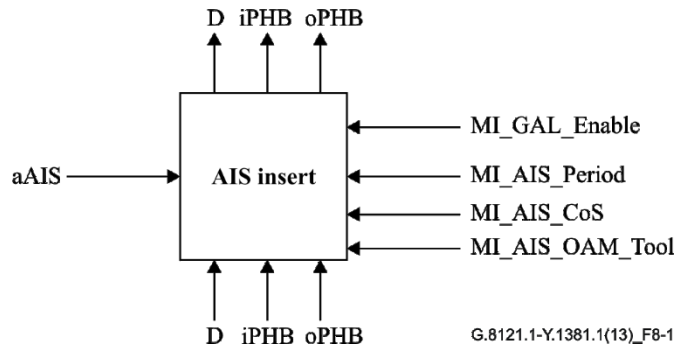 D iPHB oPHB
MI_GAL_Enable
aAIS AIS insert MI_AIS_Period
MI_AIS_CoS
MI_AIS_OAM_Tool
D iPHB oPHB
G.8121.1-Y.1381.1(13)_F8-1